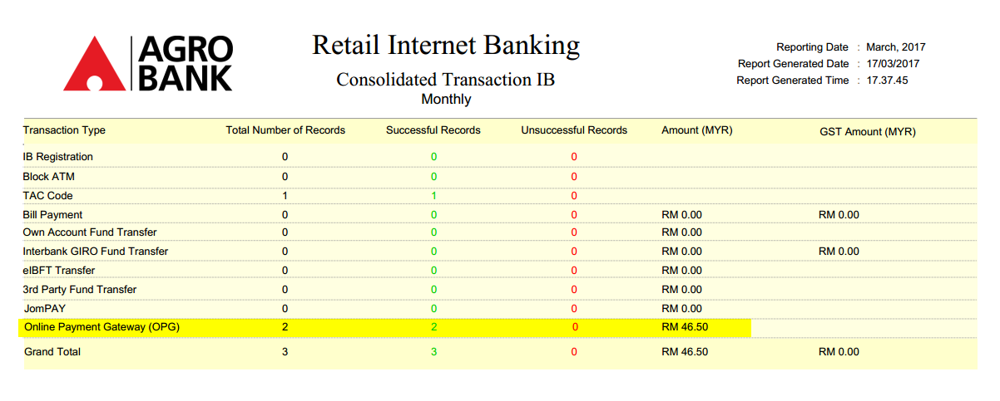 AGRO
BANK
Retail Internet Banking
Consolidated Transaction IB
Monthly
Reporting Date : March, 2017
Report Generated Date : 17/03/2017
Report Generated Time : 17.37.45
Transaction Type Total Number of Records Successful Records Unsuccessful Records Amount (MYR) GST Amount (MYR)
IB Registration 0 0 0
Block ATM 0 0 0
TAC Code 1 1 0
Bill Payment 0 0 0 RM 0.00 RM 0.00
Own Account Fund Transfer 0 0 0 RM 0.00
Interbank GIRO Fund Transfer 0 0 0 RM 0.00 RM 0.00
eIBFT Transfer 0 0 0 RM 0.00
3rd Party Fund Transfer 0 0 0 RM 0.00
JomPAY 0 0 0 RM 0.00
Online Payment Gateway (OPG) 2 2 0 RM 46.50
Grand Total 3 3 0 RM 46.50 RM 0.00